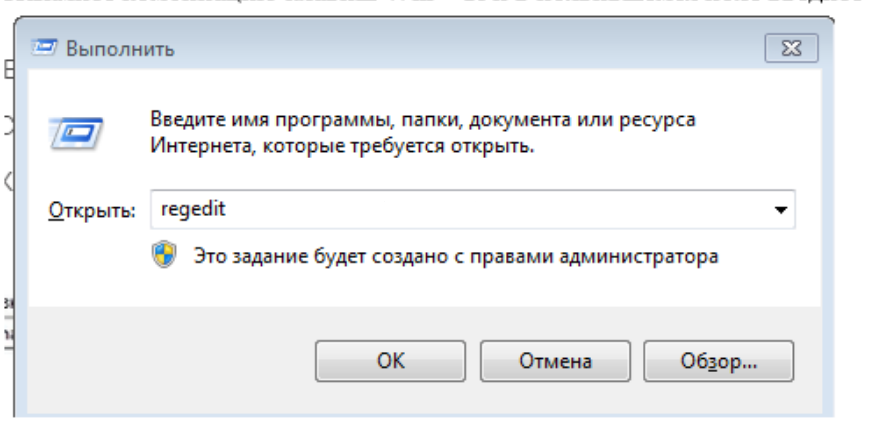 Выполнить
Введите имя программы, папки, документа или ресурса
Интернета, которые требуется открыть.
Открыть: regedit
Это задание будет создано с правами администратора
ОК Отмена Обзор...